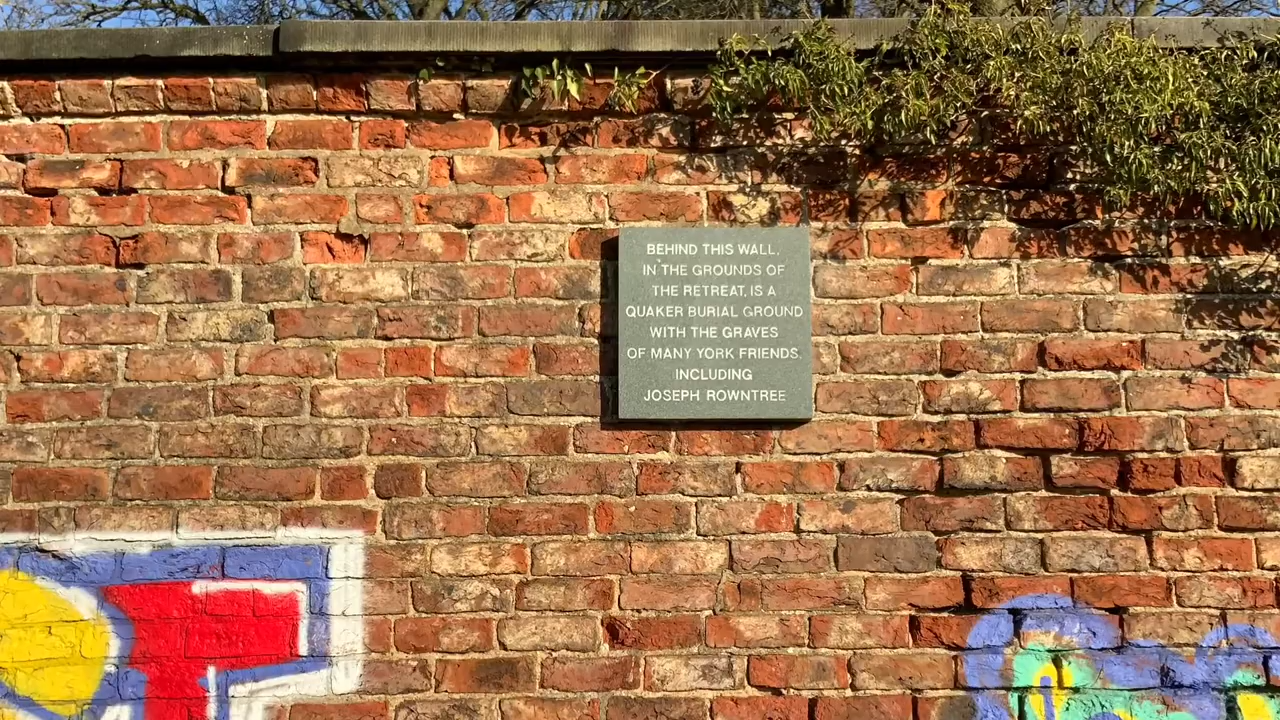 BEHIND THIS WALL,
IN THE GROUNDS OF
THE RETREAT, IS A
QUAKER BURIAL GROUND
WITH THE GRAVES
OF MANY YORK FRIENDS,
INCLUDING
JOSEPH ROWNTREE